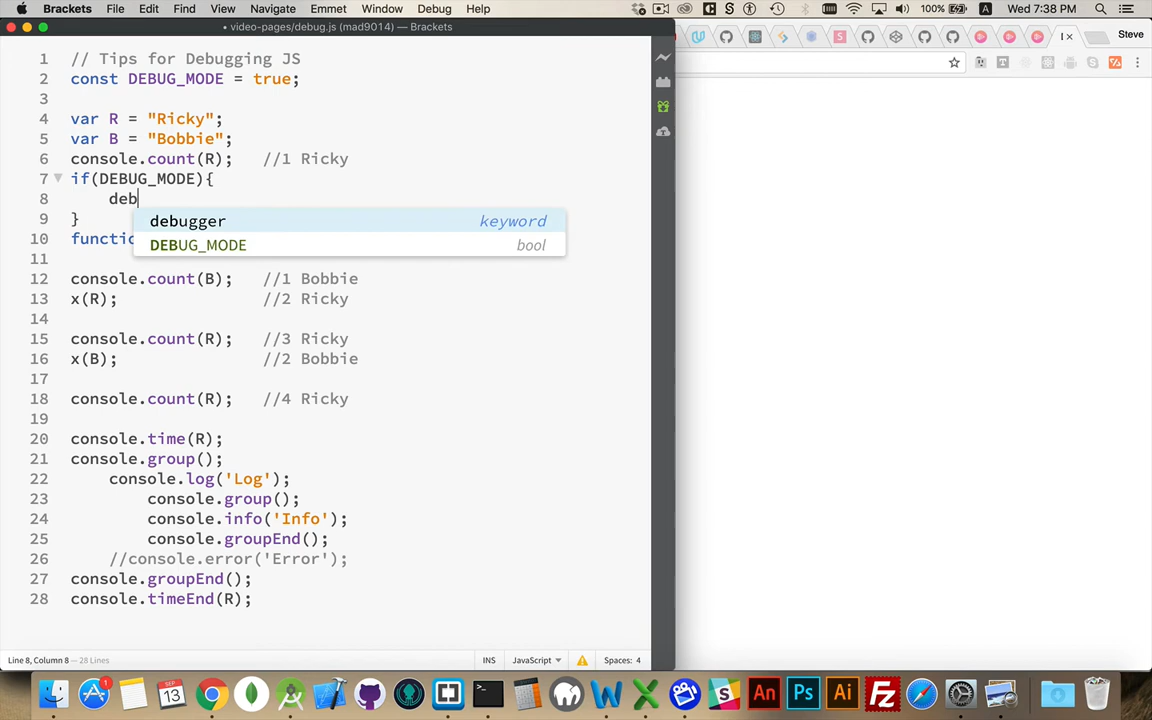 Brackets File Edit Find View Navigate Emmet Window Debug Help 100% Wed 7:38 PM
• video-pages/debug.js (mad9014) — Brackets
Steve
1 // Tips for Debugging JS
2 const DEBUG_MODE = true;
3
4 var R = "Ricky";
5 var B = "Bobbie";
6 console.count(R); //1 Ricky
7 if(DEBUG_MODE){
8 deb
debugger keyword
9 }
DEBUG_MODE bool
10 functio
11
12 console.count(B); //1 Bobbie
13 x(R); //2 Ricky
14
15 console.count(R); //3 Ricky
16 x(B); //2 Bobbie
17
18 console.count(R); //4 Ricky
19
20 console.time(R);
21 console.group();
22 console.log('Log');
23 console.group();
24 console.info('Info');
25 console.groupEnd();
26 //console.error('Error');
27 console.groupEnd();
28 console.timeEnd(R);
Line 8, Column 8 — 28 Lines INS JavaScript Spaces: 4
SEP
13
An Ps Ai Fz